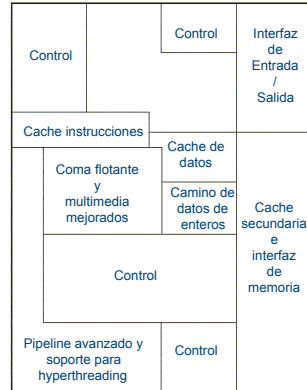 Control
Control
Interfaz
de
Entrada
/
Salida
Cache instrucciones
Cache de
datos
Coma flotante
y
multimedia
mejorados
Camino de
datos de
enteros
Cache
secundaria
e
interfaz
de
memoria
Control
Pipeline avanzado y
soporte para
hyperthreading
Control